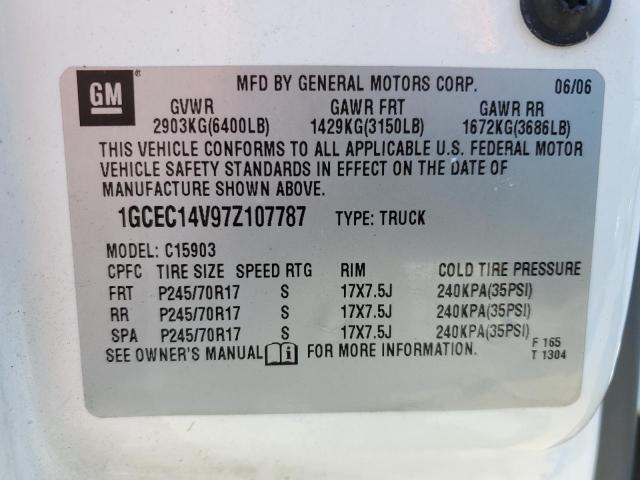 GM
MFD BY GENERAL MOTORS CORP. 06/06
GVWR GAWR FRT GAWR RR
2903KG(6400LB) 1429KG(3150LB) 1672KG(3686LB)
THIS VEHICLE CONFORMS TO ALL APPLICABLE U.S. FEDERAL MOTOR
VEHICLE SAFETY STANDARDS IN EFFECT ON THE DATE OF
MANUFACTURE SHOWN ABOVE.
1GCEC14V97Z107787 TYPE: TRUCK
MODEL: C15903
CPFC TIRE SIZE SPEED RTG RIM COLD TIRE PRESSURE
FRT P245/70R17 S 17X7.5J 240KPA(35PSI)
RR P245/70R17 S 17X7.5J 240KPA(35PSI)
SPA P245/70R17 S 17X7.5J 240KPA(35PSI)
SEE OWNER'S MANUAL i FOR MORE INFORMATION.
F 165
T 1304